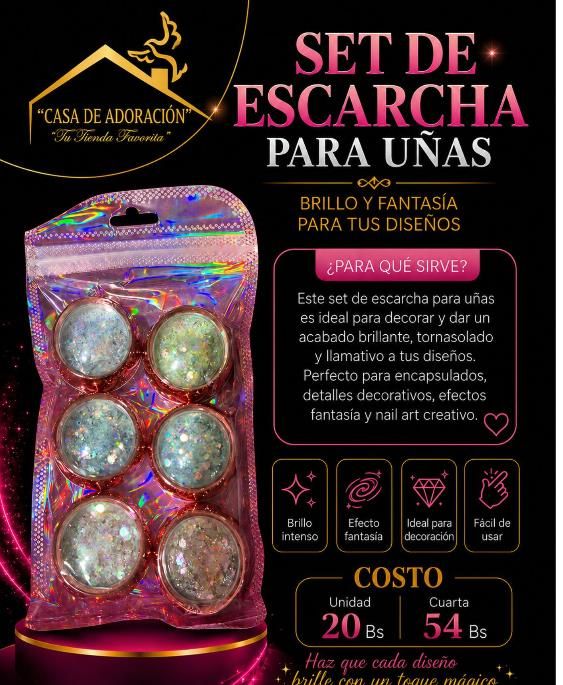 “CASA DE ADORACIÓN”
“Tu Tienda Favorita”
SET DE
ESCARCHA
PARA UÑAS
BRILLO Y FANTASÍA
PARA TUS DISEÑOS
¿PARA QUÉ SIRVE?
Este set de escarcha para uñas
es ideal para decorar y dar un
acabado brillante, tornasolado
y llamativo a tus diseños.
Perfecto para encapsulados,
detalles decorativos, efectos
fantasía y nail art creativo.
Brillo
intenso
Efecto
fantasía
Ideal para
decoración
Fácil de
usar
COSTO
Unidad
20 Bs
Cuarta
54 Bs
Haz que cada diseño
brille con un toque mágico